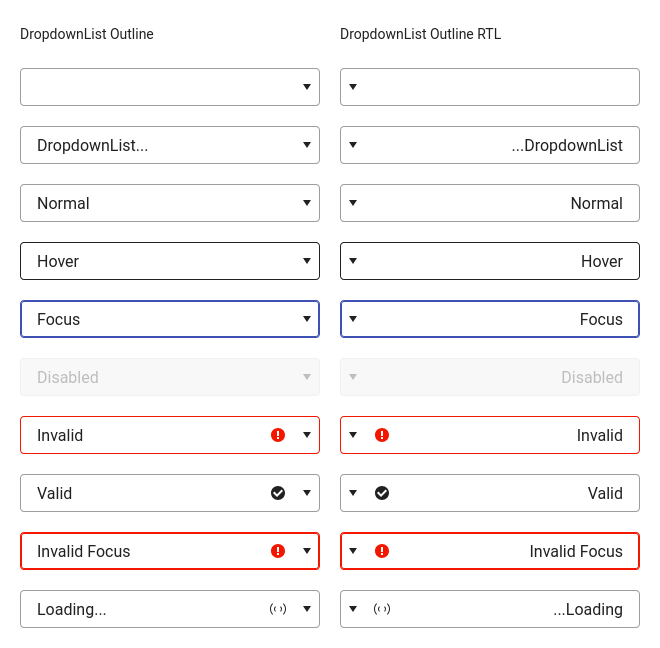 DropdownList Outline
DropdownList Outline RTL
DropdownList...
...DropdownList
Normal
Normal
Hover
Hover
Focus
Focus
Disabled
Disabled
Invalid
Invalid
Valid
Valid
Invalid Focus
Invalid Focus
Loading...
...Loading